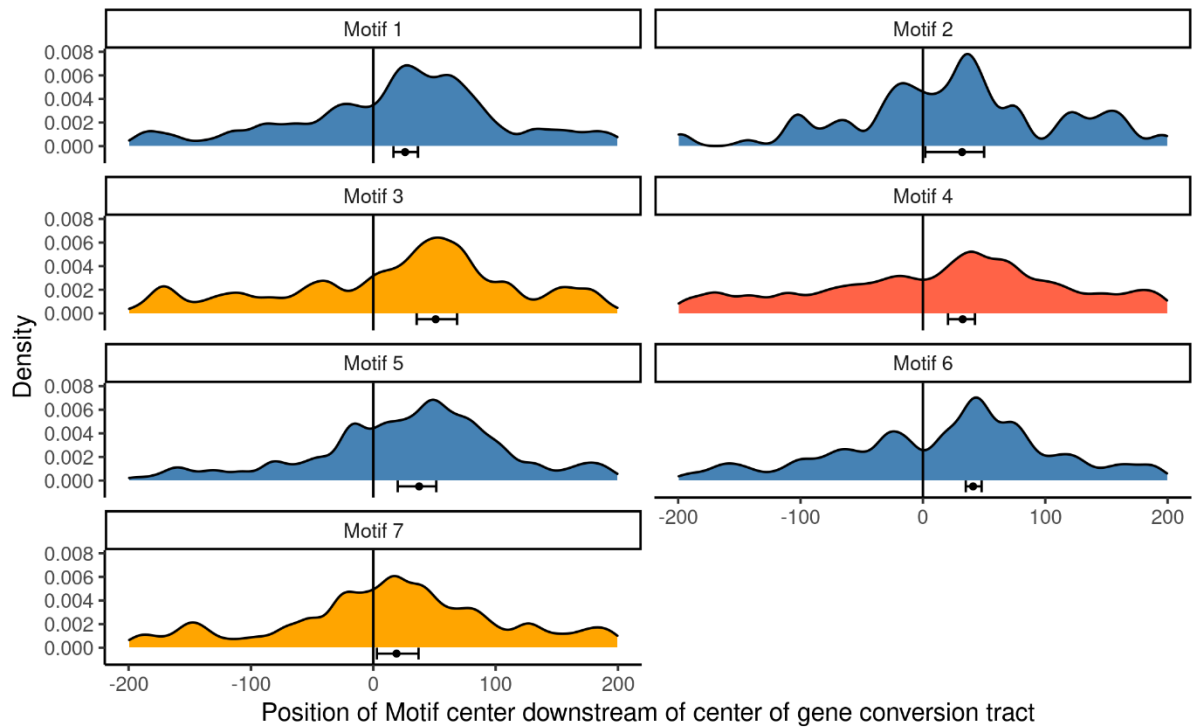 Motif 1
Motif 2
0.008
0.006
0.004
0.002
0.000
Motif 3
Motif 4
0.008
0.006
0.004
0.002
0.000
Density
Motif 5
Motif 6
0.008
0.006
0.004
0.002
0.000
-200 -100 0 100 200
Motif 7
0.008
0.006
0.004
0.002
0.000
-200 -100 0 100 200
Position of Motif center downstream of center of gene conversion tract